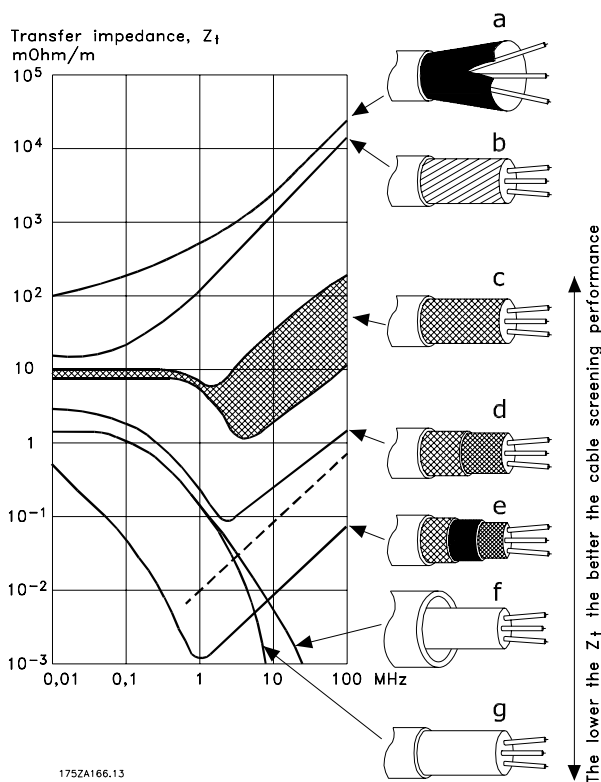 a
Transfer impedance, Zt
mOhm/m
10⁵
b
10⁴
10³
c
10²
10
d
1
e
10⁻¹
f
10⁻²
10⁻³
0,01 0,1 1 10 100 MHz
g
175ZA166.13
The lower the Zt the better the cable screening performance